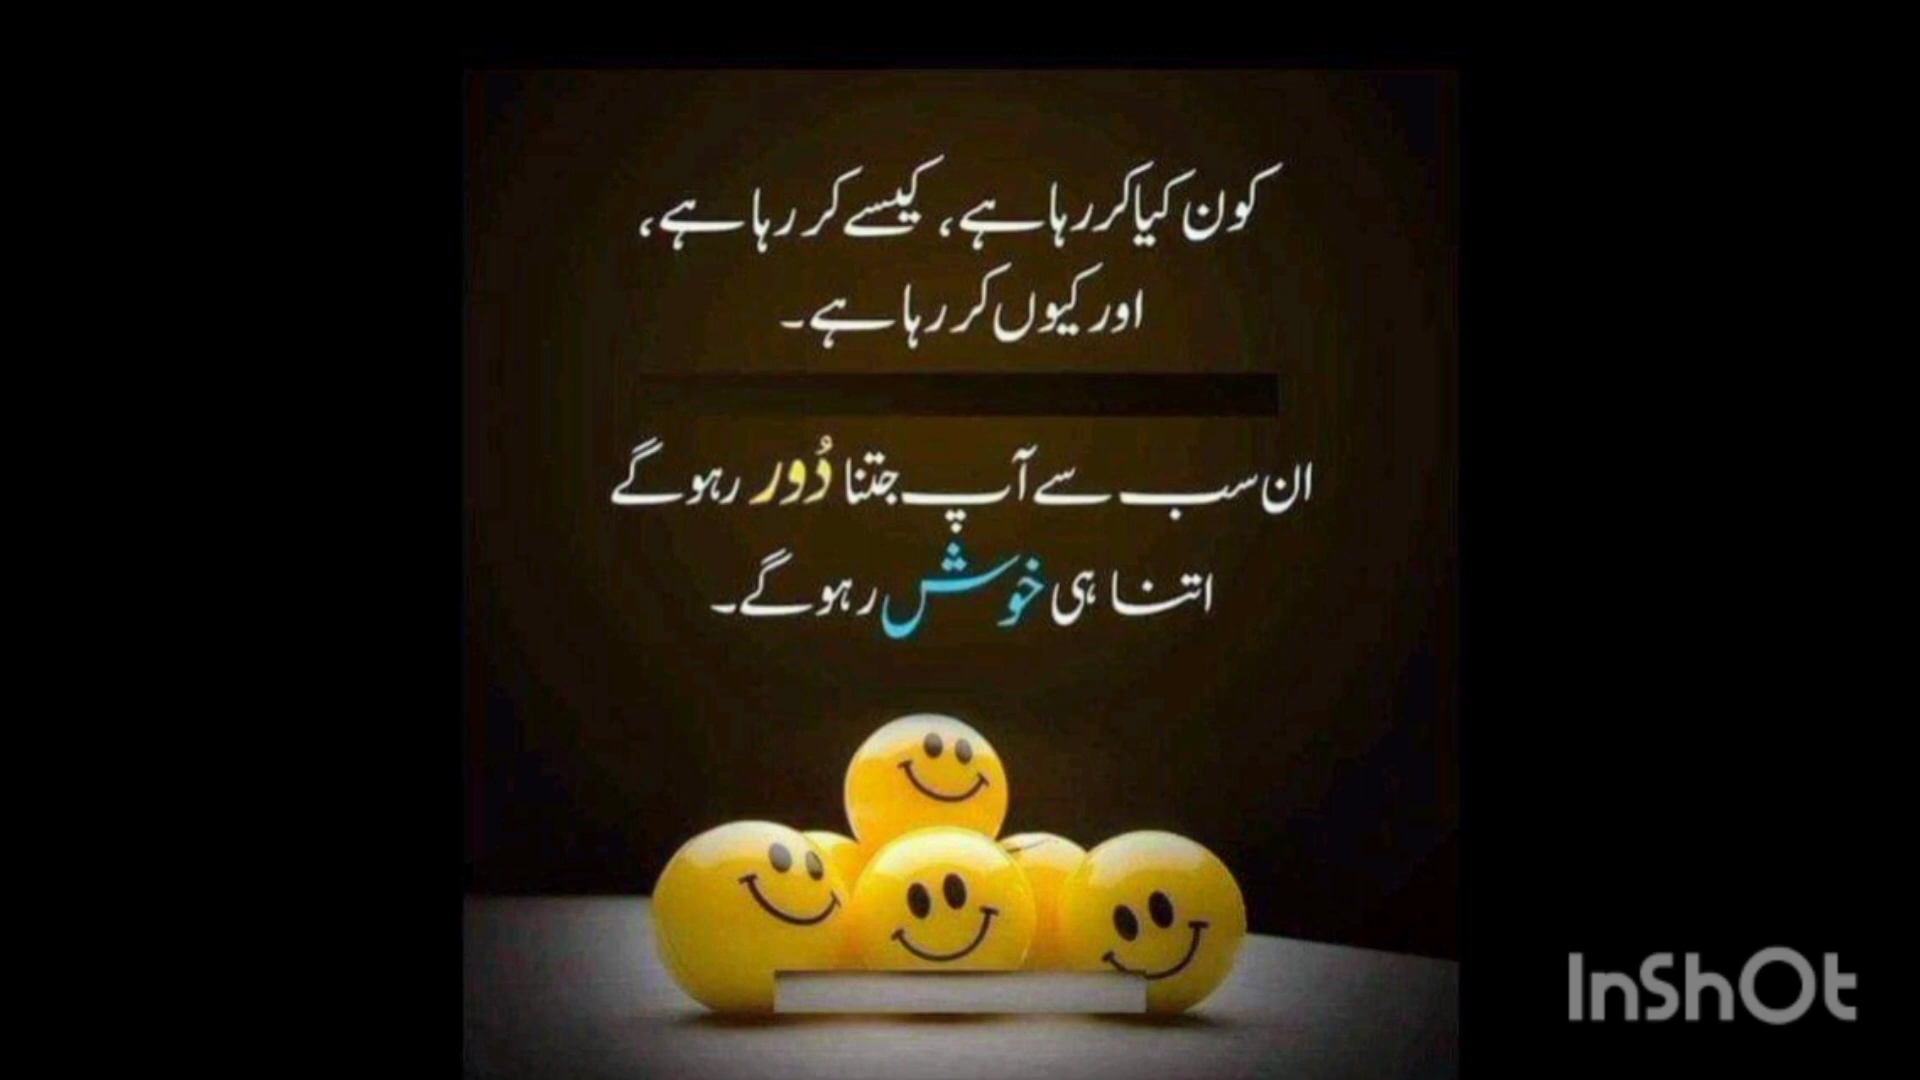 کون کیا کر رہا ہے، کیسے کر رہا ہے،
اور کیوں کر رہا ہے۔
ان سب سے آپ جتنا دُور رہو گے
اتنا ہی خوش رہو گے۔
InShOt